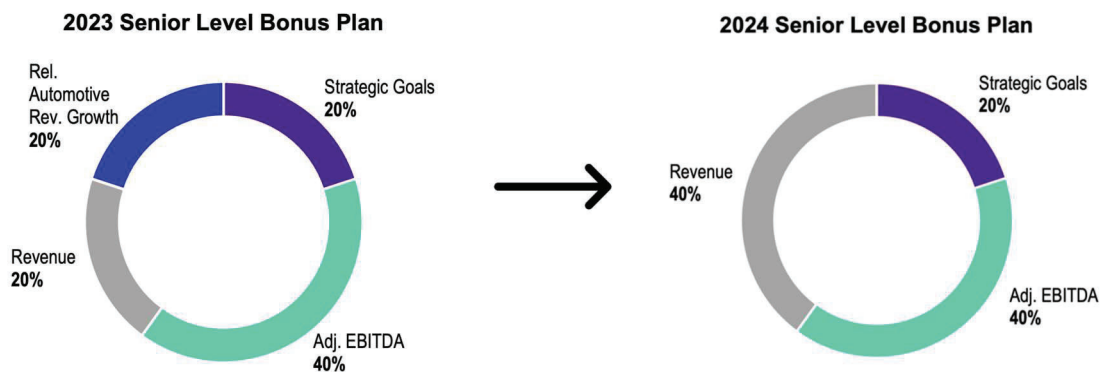 2023 Senior Level Bonus Plan
Rel.
Automotive
Rev. Growth
20%
Strategic Goals
20%
Revenue
20%
Adj. EBITDA
40%
2024 Senior Level Bonus Plan
Strategic Goals
20%
Revenue
40%
Adj. EBITDA
40%